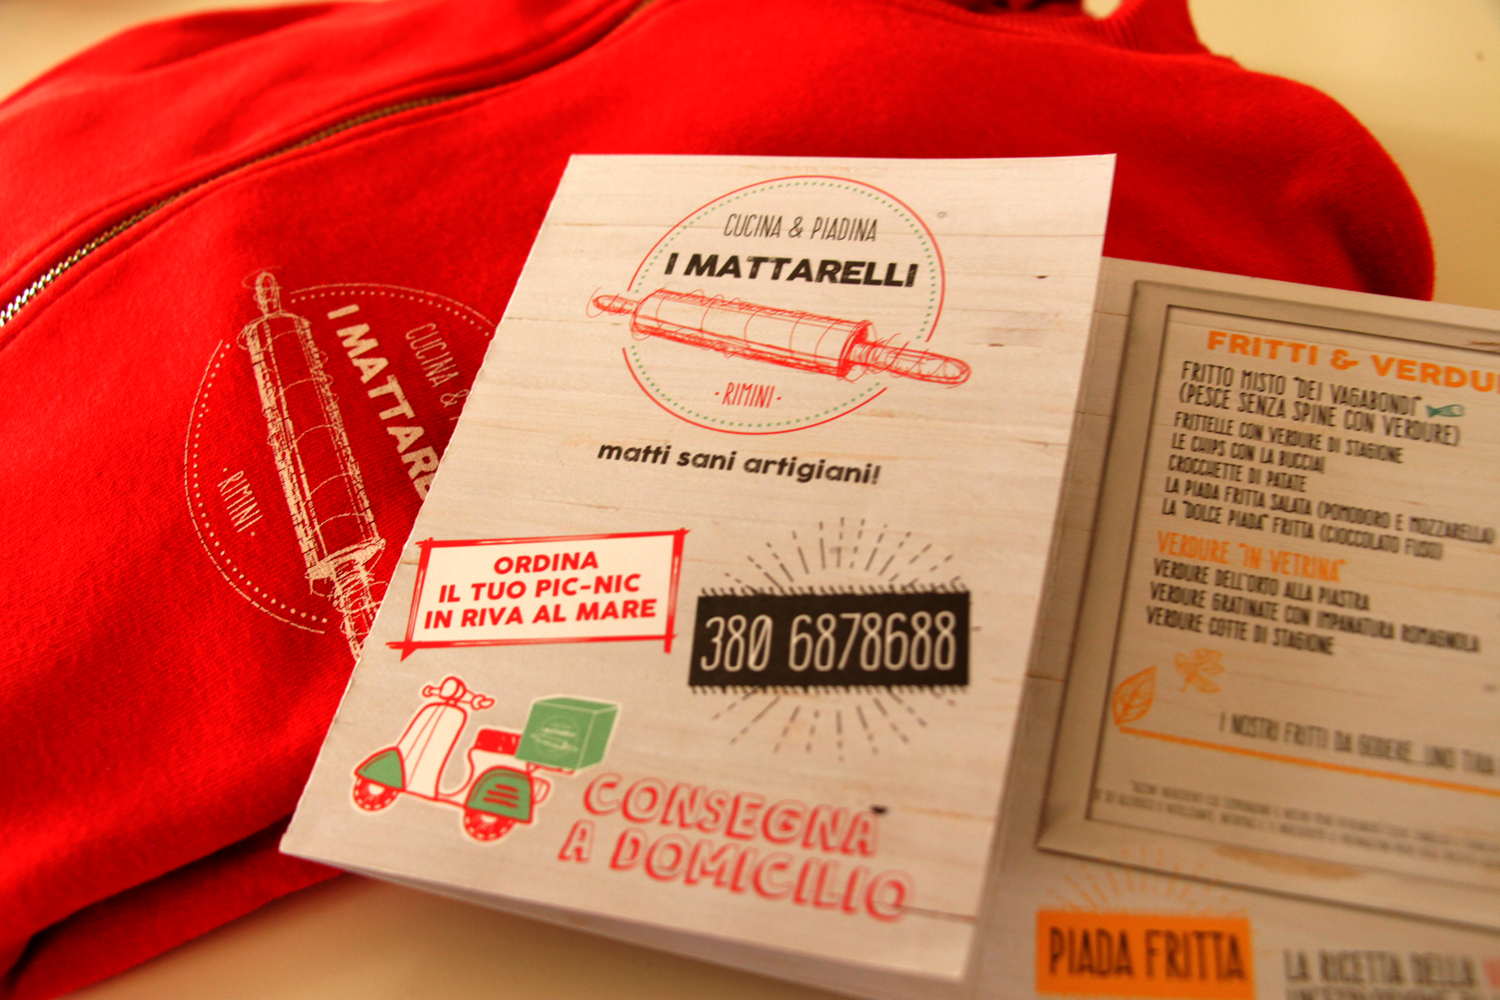 CUCINA & PIADINA
I MATTARELLI
· RIMINI ·
matti sani artigiani!
ORDINA
IL TUO PIC-NIC
IN RIVA AL MARE
380 6878688
CONSEGNA
A DOMICILIO
I MATTARE
CUCINA &
· RIMINI ·
FRITTI & VERDU
FRITTO MISTO "DEI VAGABONDI"
(PESCE SENZA SPINE CON VERDURE)
FRITTELLE CON VERDURE DI STAGIONE
LE CHIPS CON LA BUCCIA!
CROCCHETTE DI PATATE
LA PIADA FRITTA SALATA (POMODORO E MOZZARELLA)
LA "DOLCE PIADA" FRITTA (CIOCCOLATO FUSO)
VERDURE "IN VETRINA"
VERDURE DELL'ORTO ALLA PIASTRA
VERDURE GRATINATE CON IMPANATURA ROMAGNOLA
VERDURE COTTE DI STAGIONE
I NOSTRI FRITTI DA GODERE...UNO TIRA
PIADA FRITTA
LA RICETTA DELLA